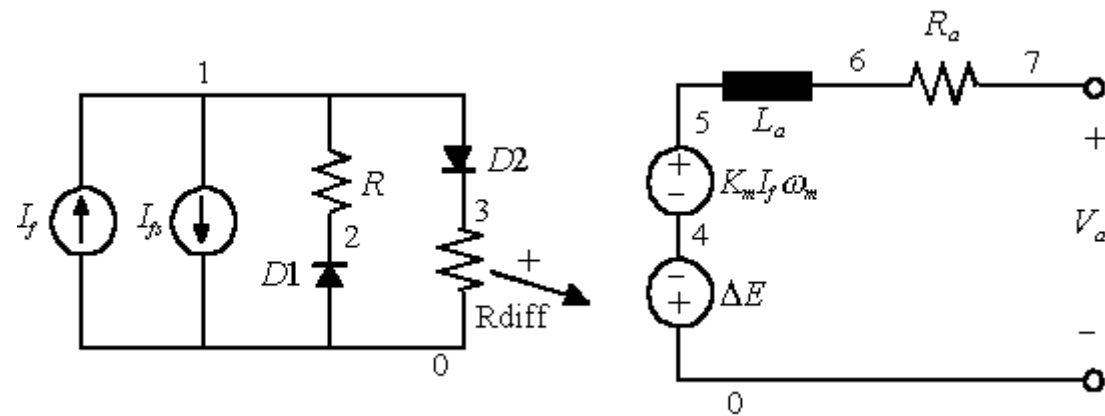 1
I_f
I_fs
R
2
D1
D2
3
+
Rdiff
0
R_a
6
7
5
L_a
+
+
−
K_m I_f ω_m
4
−
+
ΔE
V_a
−
0